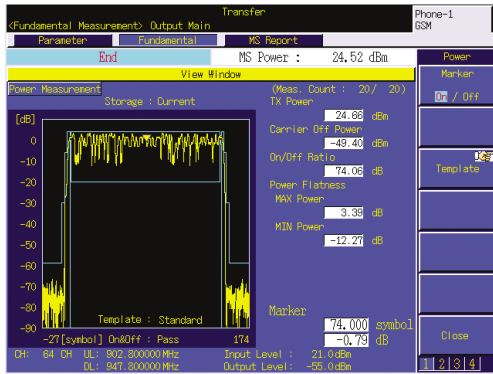 Transfer
Phone-1
<Fundamental Measurement> Output Main
GSM
Parameter Fundamental MS Report
End MS Power : 24.52 dBm Power
View Window Marker
Power Measurement (Meas. Count : 20/ 20) On / Off
Storage : Current TX Power
[dB] 24.66 dBm
Carrier Off Power
0 -49.40 dBm
On/Off Ratio
-10 74.06 dB Template
-20 Power Flatness
MAX Power
-30 3.39 dB
MIN Power
-40 -12.27 dB
-50
-60
-70
-80 Marker
Template : Standard 74.000 symbol
-90 -0.79 dB Close
-27[symbol] On&Off : Pass 174
CH: 64 CH UL: 902.800000MHz Input Level : 21.0dBm
DL: 947.800000MHz Output Level: -55.0dBm 1 2 3 4